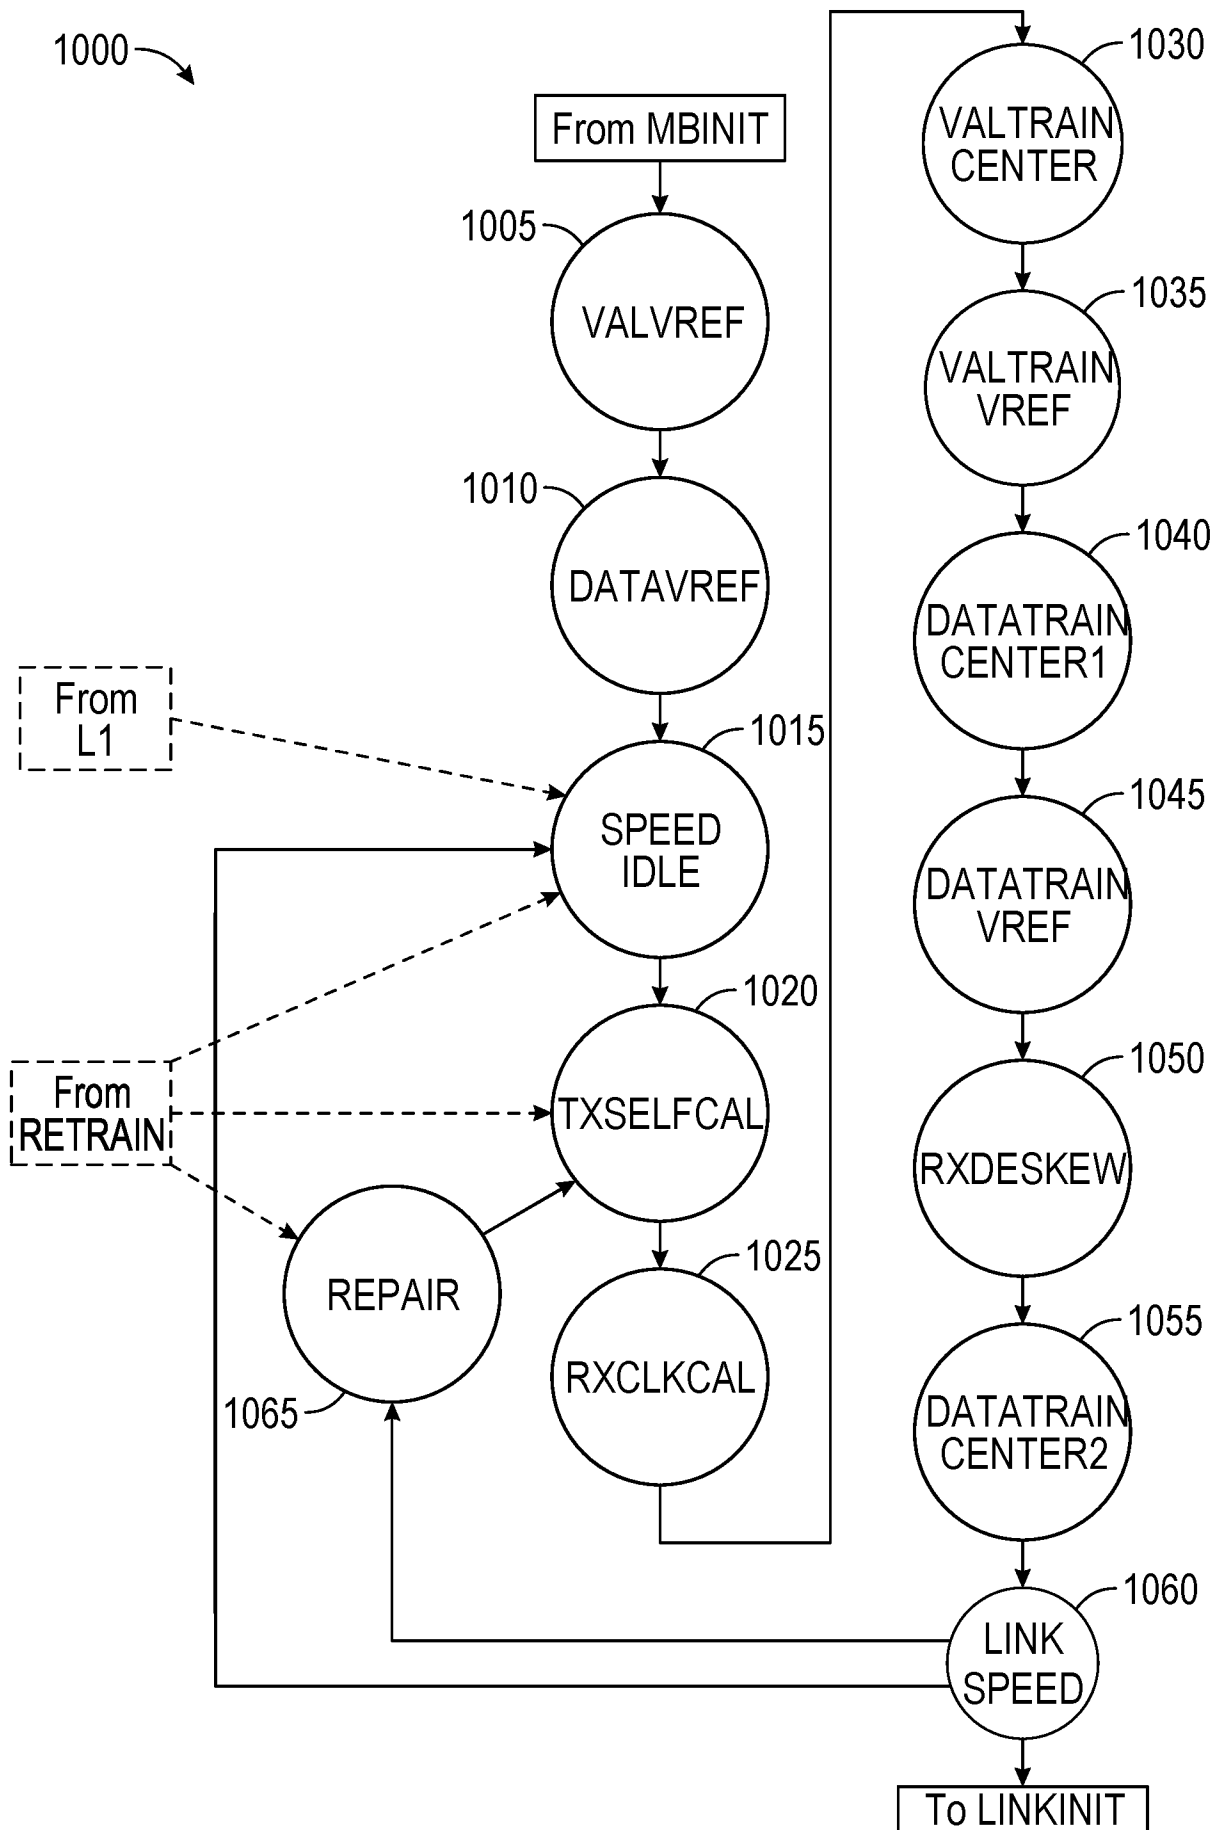 1000
From MBINIT
1005
VALVREF
1010
DATAVREF
From
L1
1015
SPEED
IDLE
1020
From
RETRAIN
TXSELFCAL
REPAIR
1065
1025
RXCLKCAL
1030
VALTRAIN
CENTER
1035
VALTRAIN
VREF
1040
DATATRAIN
CENTER1
1045
DATATRAIN
VREF
1050
RXDESKEW
1055
DATATRAIN
CENTER2
1060
LINK
SPEED
To LINKINIT